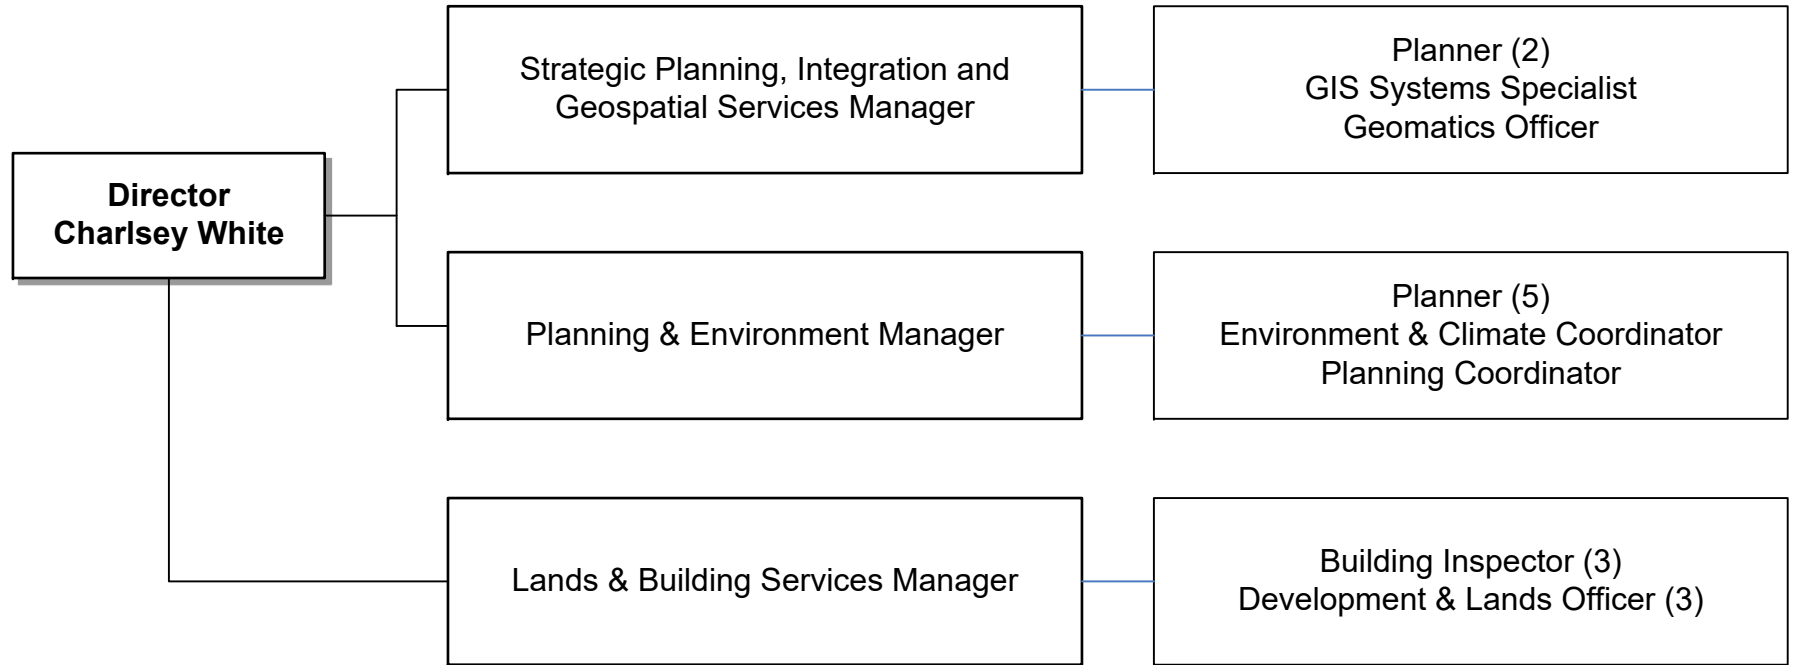 Director
Charlsey White
Strategic Planning, Integration and
Geospatial Services Manager
Planner (2)
GIS Systems Specialist
Geomatics Officer
Planning & Environment Manager
Planner (5)
Environment & Climate Coordinator
Planning Coordinator
Lands & Building Services Manager
Building Inspector (3)
Development & Lands Officer (3)